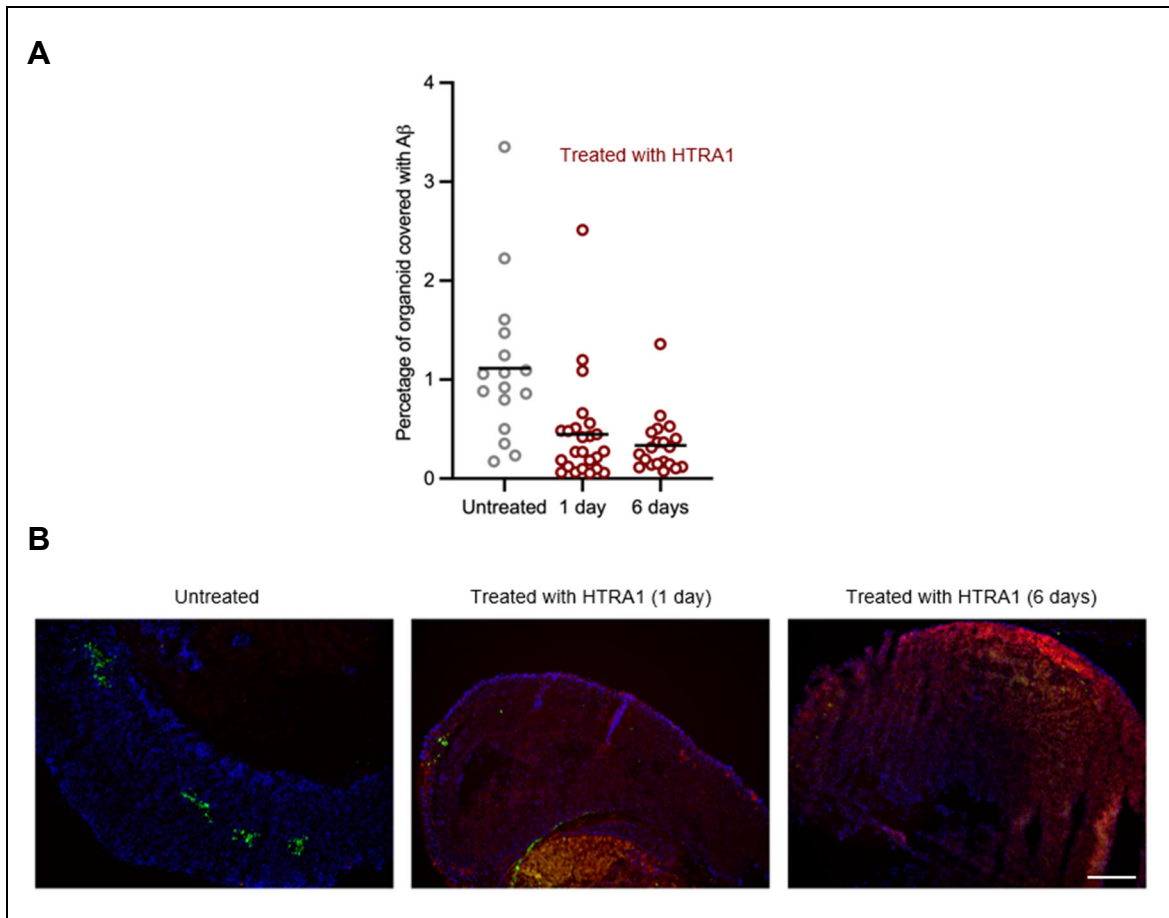 A
4
Treated with HTRA1
3
2
1
0
Percetage of organoid covered with Aβ
Untreated 1 day 6 days
B
Untreated Treated with HTRA1 (1 day) Treated with HTRA1 (6 days)